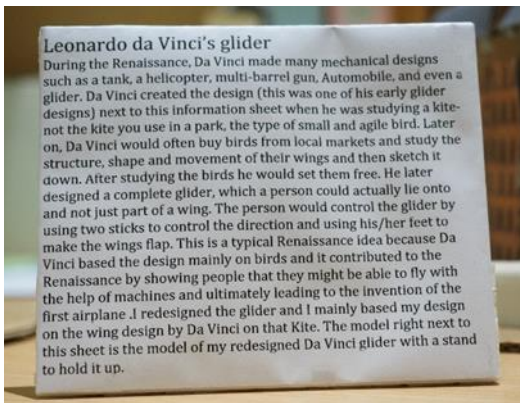 Leonardo da Vinci's glider
During the Renaissance, Da Vinci made many mechanical designs
such as a tank, a helicopter, multi-barrel gun, Automobile, and even a
glider. Da Vinci created the design (this was one of his early glider
designs) next to this information sheet when he was studying a kite-
not the kite you use in a park, the type of small and agile bird. Later
on, Da Vinci would often buy birds from local markets and study the
structure, shape and movement of their wings and then sketch it
down. After studying the birds he would set them free. He later
designed a complete glider, which a person could actually lie onto
and not just part of a wing. The person would control the glider by
using two sticks to control the direction and using his/her feet to
make the wings flap. This is a typical Renaissance idea because Da
Vinci based the design mainly on birds and it contributed to the
Renaissance by showing people that they might be able to fly with
the help of machines and ultimately leading to the invention of the
first airplane .I redesigned the glider and I mainly based my design
on the wing design by Da Vinci on that Kite. The model right next to
this sheet is the model of my redesigned Da Vinci glider with a stand
to hold it up.